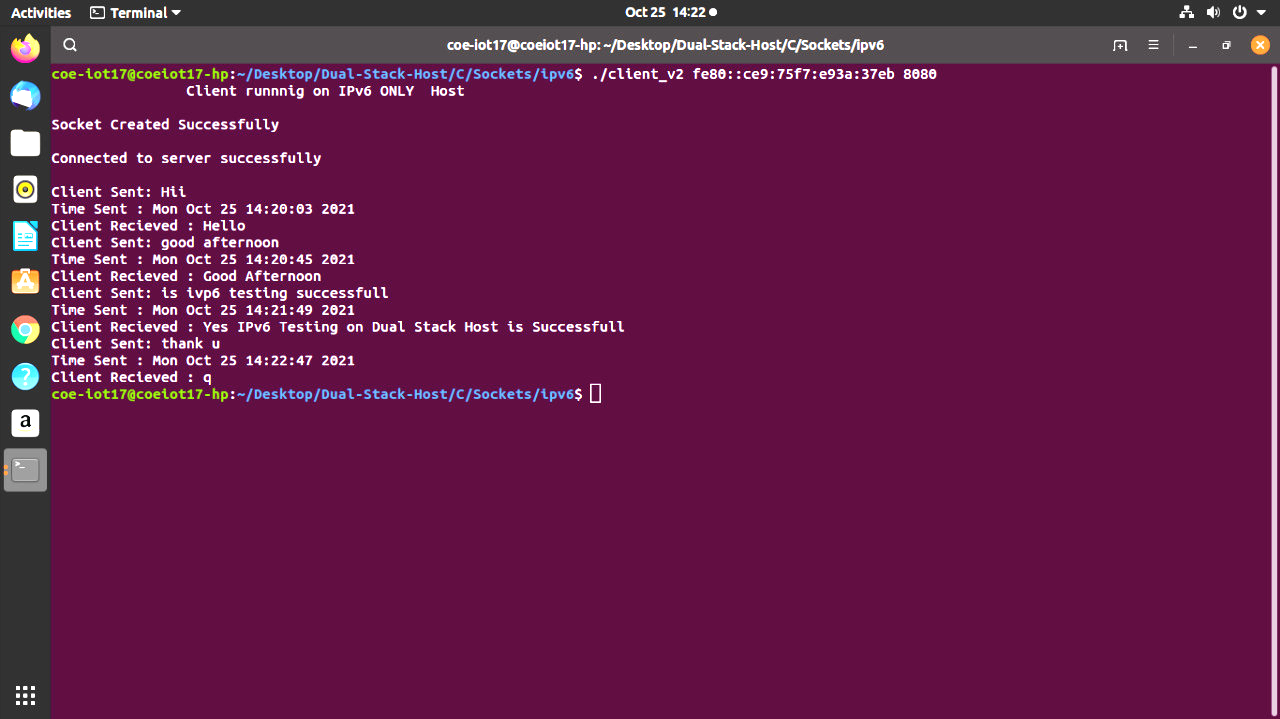 Activities Terminal Oct 25 14:22
coe-iot17@coeiot17-hp: ~/Desktop/Dual-Stack-Host/C/Sockets/ipv6
coe-iot17@coeiot17-hp:~/Desktop/Dual-Stack-Host/C/Sockets/ipv6$ ./client_v2 fe80::ce9:75f7:e93a:37eb 8080
Client runnnig on IPv6 ONLY  Host
Socket Created Successfully
Connected to server successfully
Client Sent: Hii
Time Sent : Mon Oct 25 14:20:03 2021
Client Recieved : Hello
Client Sent: good afternoon
Time Sent : Mon Oct 25 14:20:45 2021
Client Recieved : Good Afternoon
Client Sent: is ivp6 testing successfull
Time Sent : Mon Oct 25 14:21:49 2021
Client Recieved : Yes IPv6 Testing on Dual Stack Host is Successfull
Client Sent: thank u
Time Sent : Mon Oct 25 14:22:47 2021
Client Recieved : q
coe-iot17@coeiot17-hp:~/Desktop/Dual-Stack-Host/C/Sockets/ipv6$